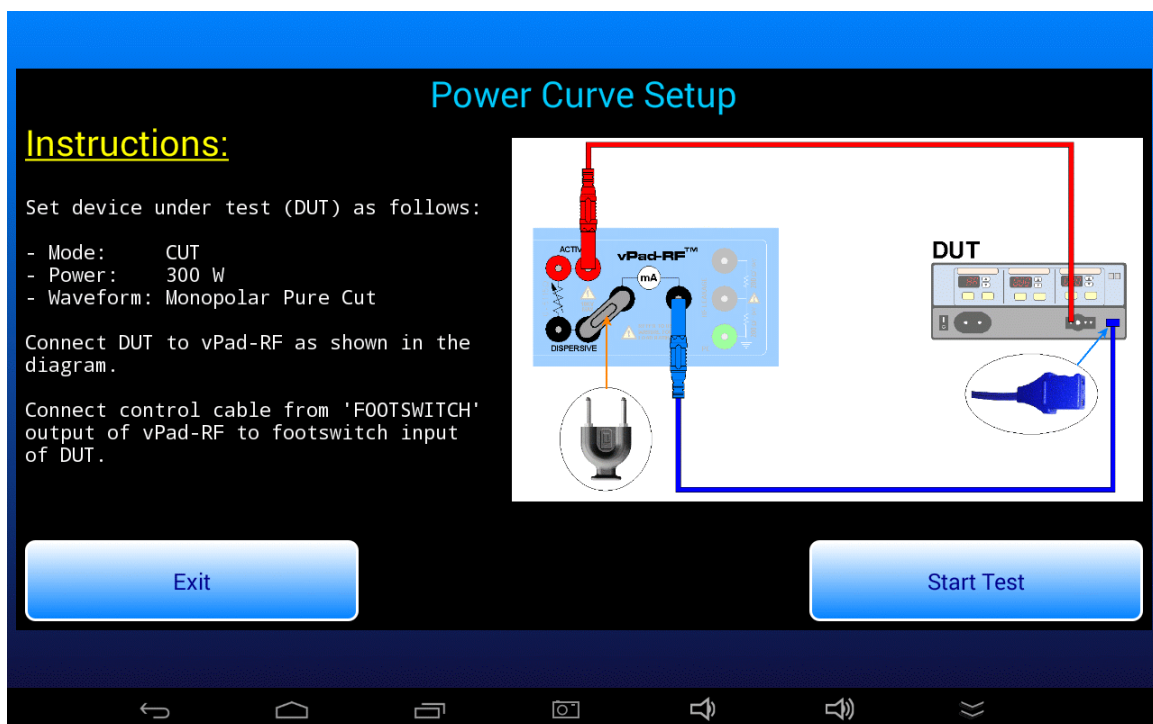 Power Curve Setup
Instructions:
Set device under test (DUT) as follows:
- Mode: CUT
- Power: 300 W
- Waveform: Monopolar Pure Cut
Connect DUT to vPad-RF as shown in the
diagram.
Connect control cable from 'FOOTSWITCH'
output of vPad-RF to footswitch input
of DUT.
vPad-RF™
mA
DISPERSIVE
DUT
Exit
Start Test